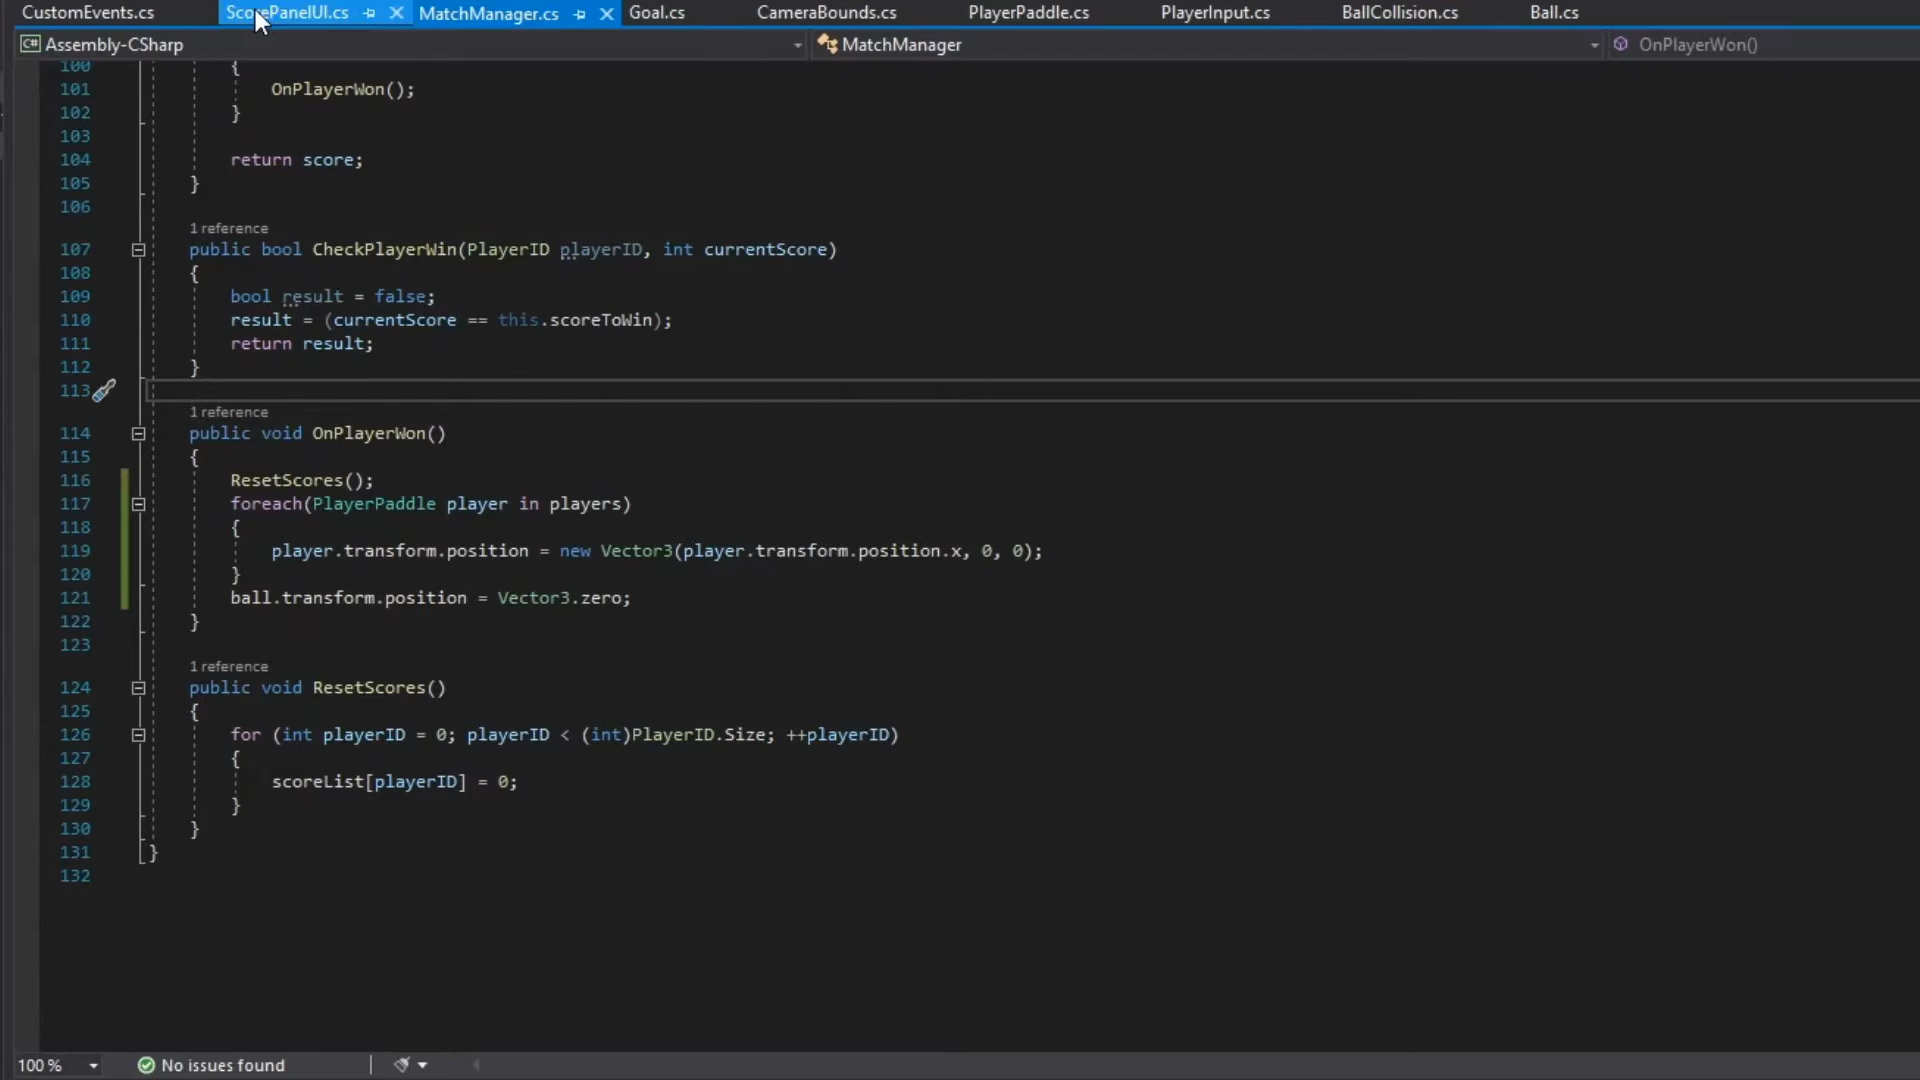 CustomEvents.cs ScorePanelUI.cs MatchManager.cs Goal.cs CameraBounds.cs PlayerPaddle.cs PlayerInput.cs BallCollision.cs Ball.cs
C# Assembly-CSharp MatchManager OnPlayerWon()
100 {
101 OnPlayerWon();
102 }
103
104 return score;
105 }
106
1 reference
107 public bool CheckPlayerWin(PlayerID playerID, int currentScore)
108 {
109 bool result = false;
110 result = (currentScore == this.scoreToWin);
111 return result;
112 }
113
1 reference
114 public void OnPlayerWon()
115 {
116 ResetScores();
117 foreach(PlayerPaddle player in players)
118 {
119 player.transform.position = new Vector3(player.transform.position.x, 0, 0);
120 }
121 ball.transform.position = Vector3.zero;
122 }
123
1 reference
124 public void ResetScores()
125 {
126 for (int playerID = 0; playerID < (int)PlayerID.Size; ++playerID)
127 {
128 scoreList[playerID] = 0;
129 }
130 }
131 }
132
100 % No issues found